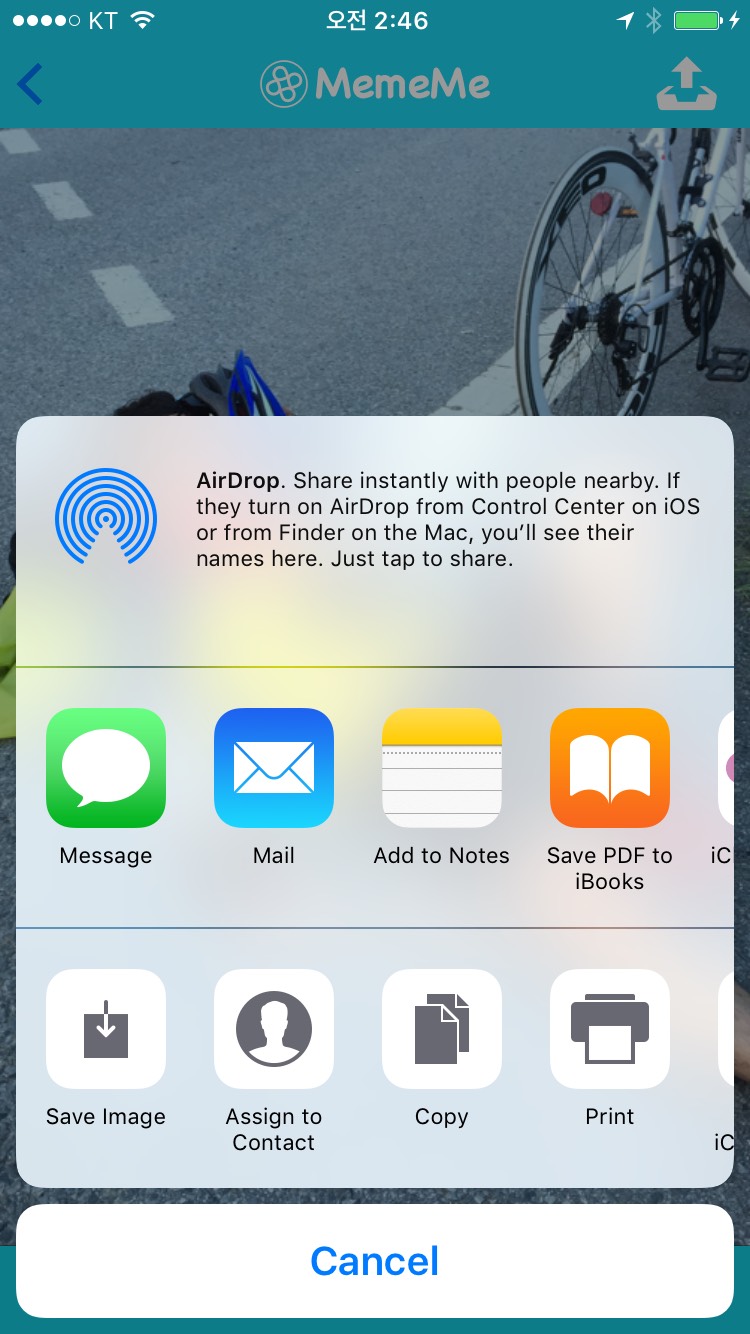 KT 오전 2:46
MemeMe
AirDrop. Share instantly with people nearby. If
they turn on AirDrop from Control Center on iOS
or from Finder on the Mac, you’ll see their
names here. Just tap to share.
Message Mail Add to Notes Save PDF to
iBooks iC
Save Image Assign to
Contact Copy Print iC
Cancel